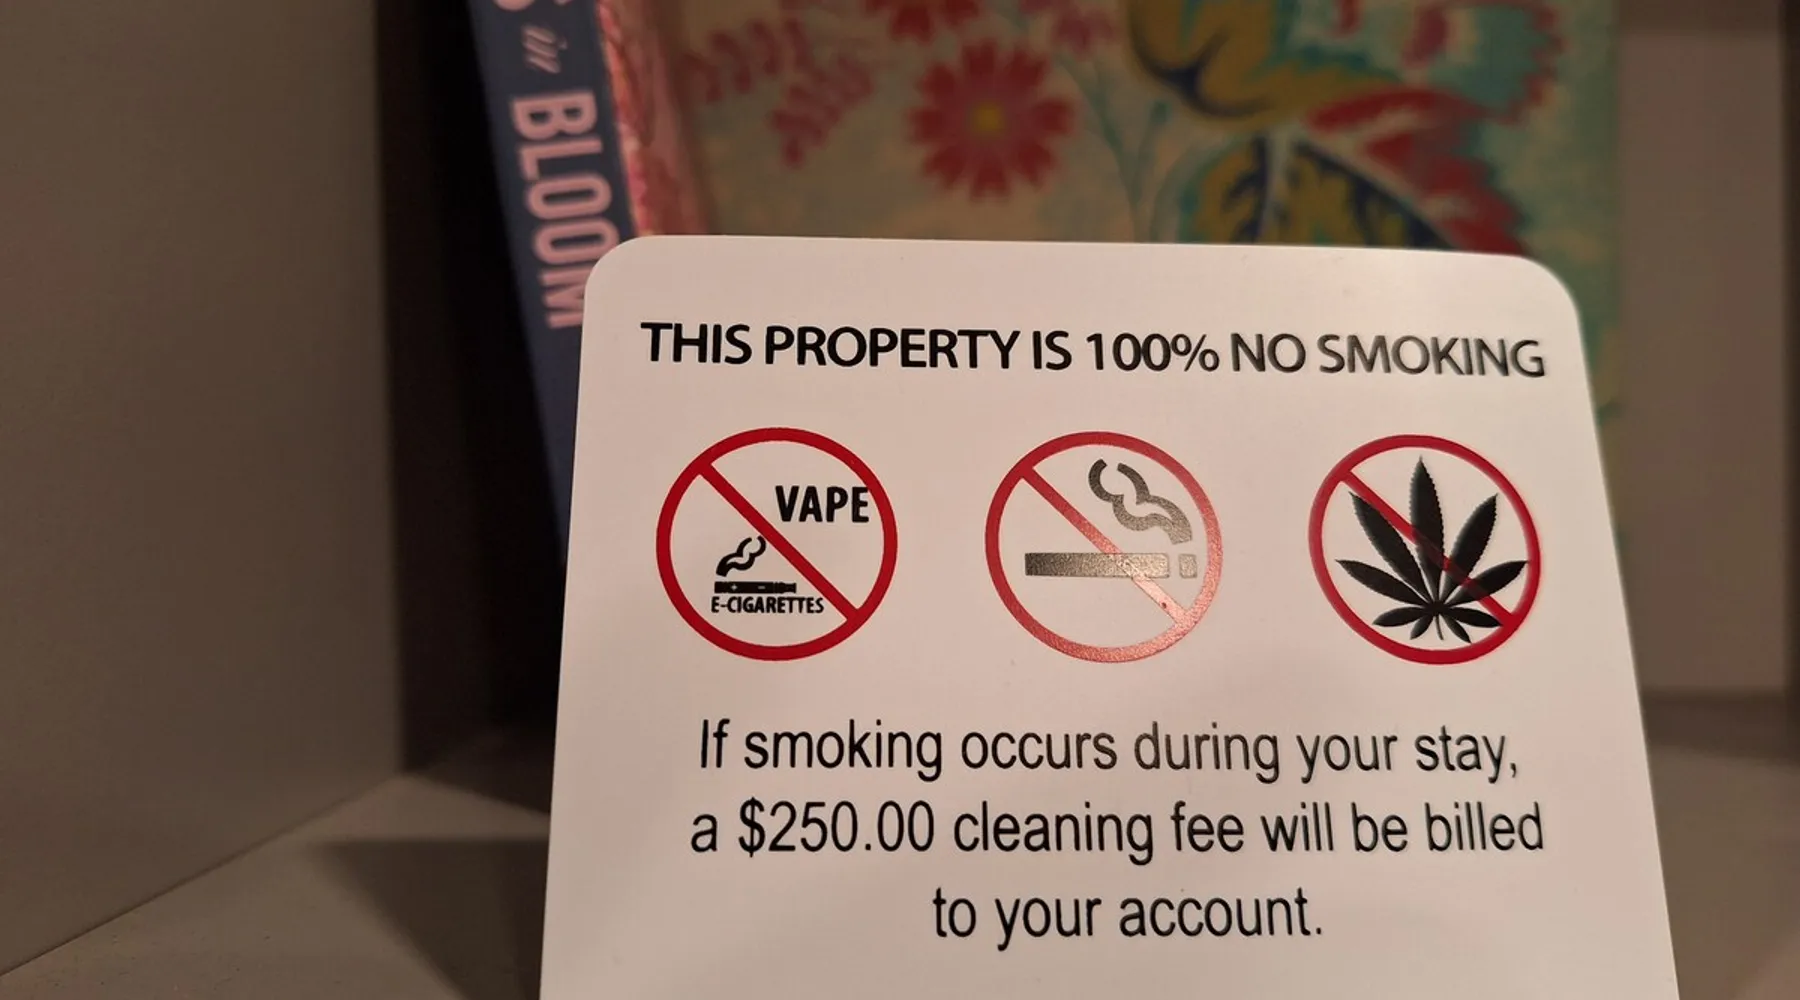 in BLOOM
THIS PROPERTY IS 100% NO SMOKING
VAPE
E-CIGARETTES
If smoking occurs during your stay,
a $250.00 cleaning fee will be billed
to your account.